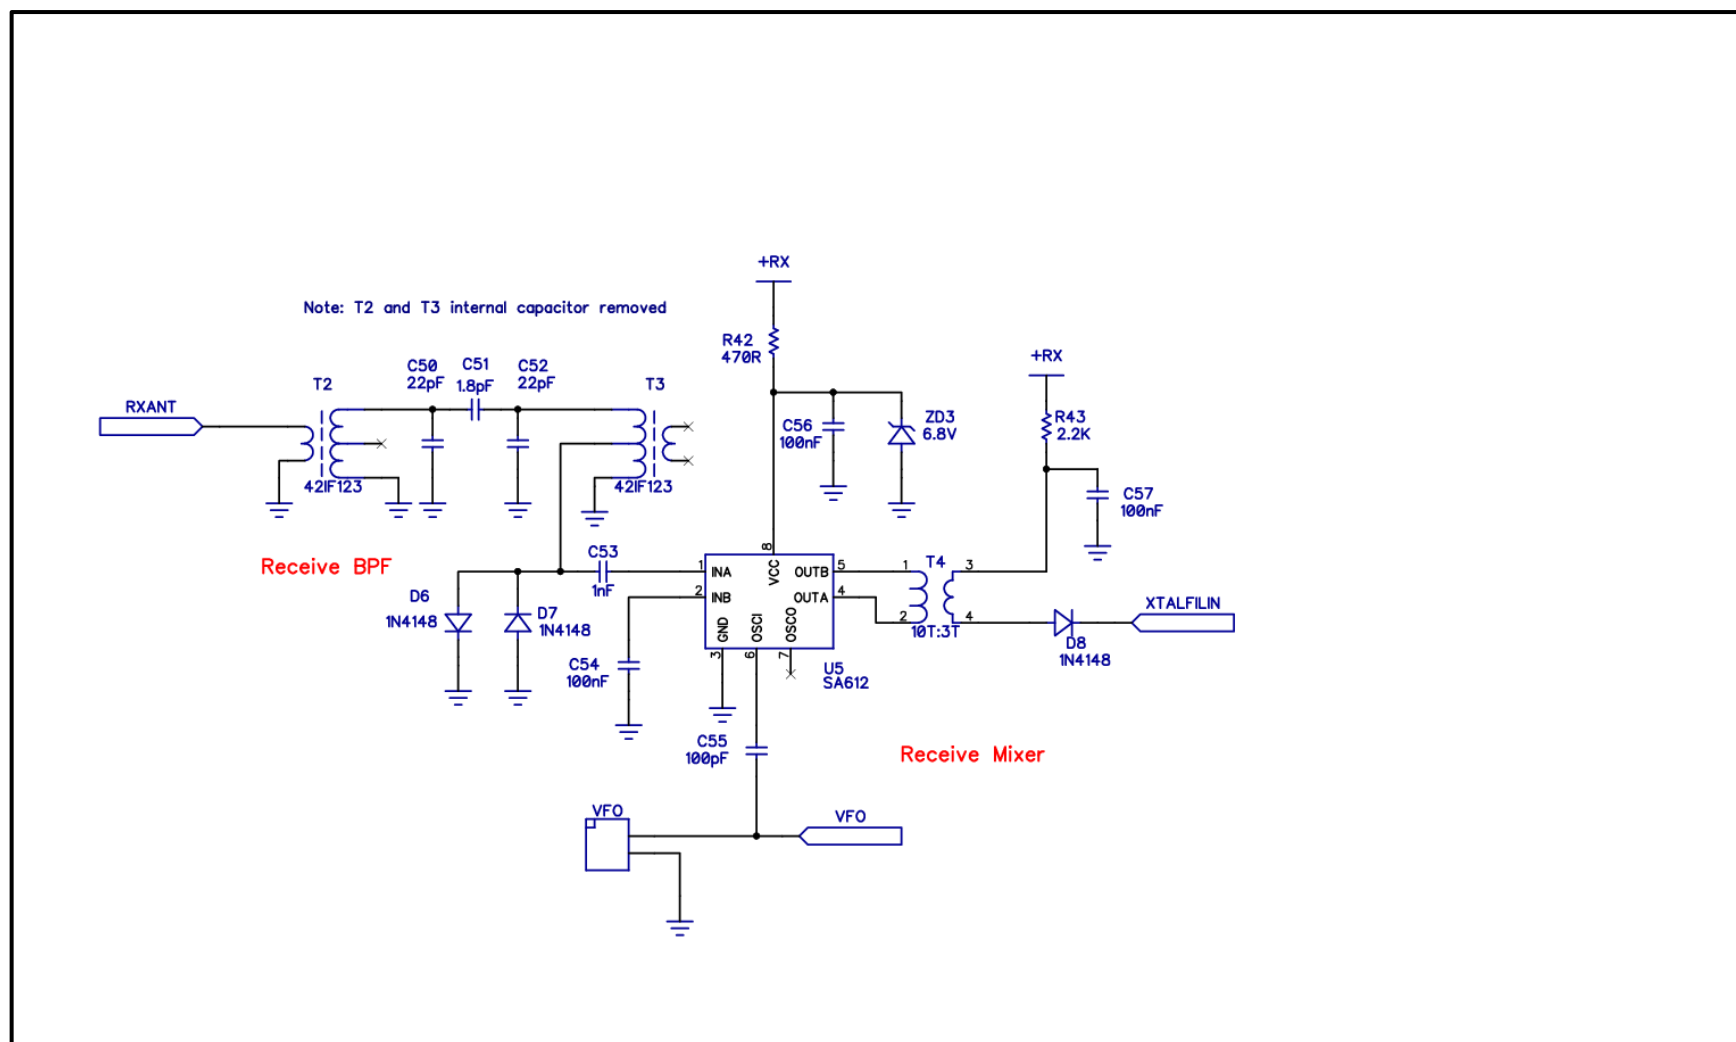 +RX
Note: T2 and T3 internal capacitor removed
R42
470R
+RX
C50
22pF
C51
1.8pF
C52
22pF
T2
T3
RXANT
C56
100nF
ZD3
6.8V
R43
2.2K
42IF123
42IF123
C57
100nF
Receive BPF
C53
1nF
1
INA
2
INB
8
VCC
OUTB
5
OUTA
4
GND
3
OSCI
6
OSCO
7
1
T4
3
2
10T:3T
4
D6
1N4148
D7
1N4148
XTALFILIN
D8
1N4148
C54
100nF
U5
SA612
C55
100pF
Receive Mixer
VFO
VFO